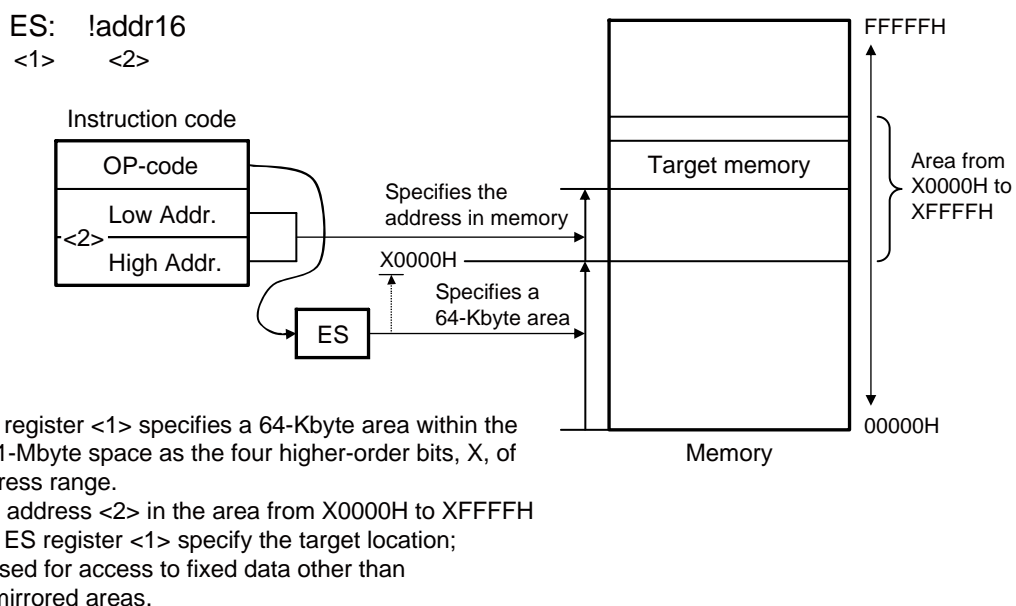 ES: !addr16
<1> <2>
Instruction code
OP-code
Low Addr.
<2>
High Addr.
Specifies the
address in memory
X0000H
Specifies a
64-Kbyte area
ES
Target memory
FFFFFH
Area from
X0000H to
XFFFFH
00000H
Memory
register <1> specifies a 64-Kbyte area within the
1-Mbyte space as the four higher-order bits, X, of
ress range.
address <2> in the area from X0000H to XFFFFH
ES register <1> specify the target location;
sed for access to fixed data other than
mirrored areas.